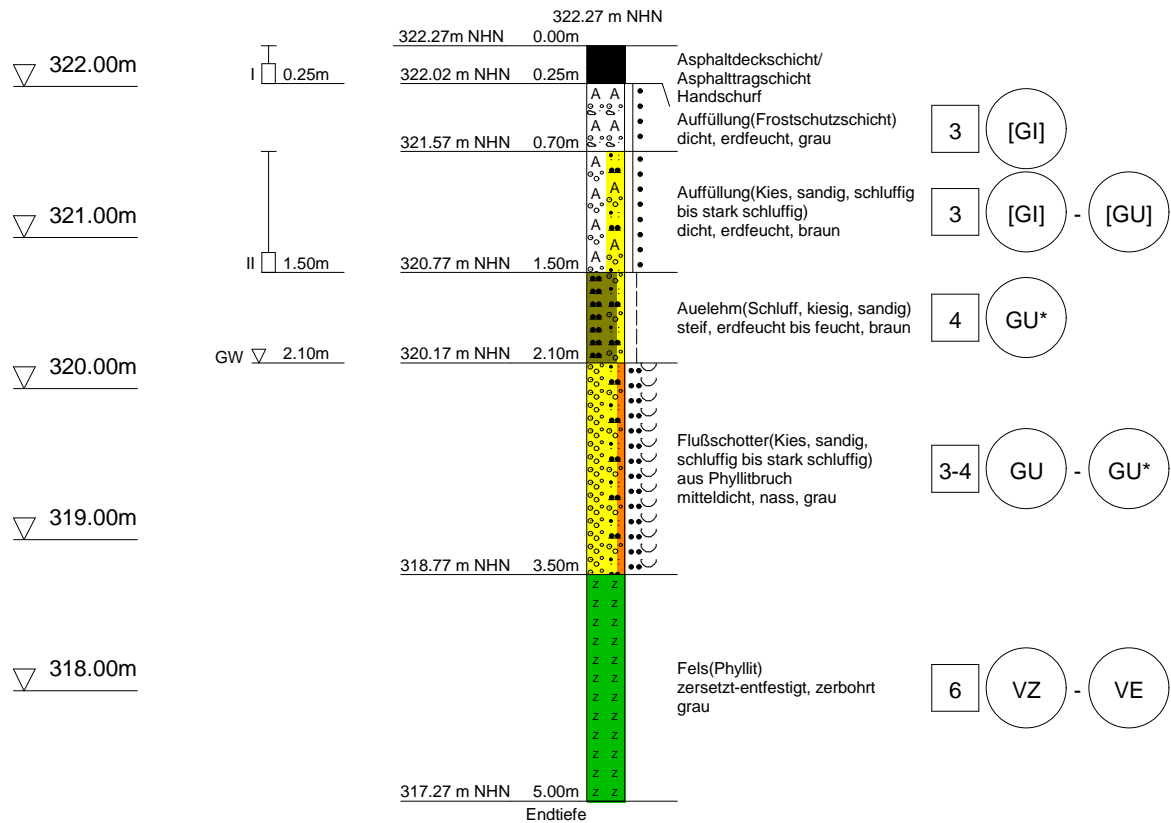 322.27 m NHN
322.27m NHN 0.00m
322.00m
I 0.25m
322.02 m NHN 0.25m
Asphaltdeckschicht/
Asphalttragschicht
Handschurf
A A
A A
Auffüllung(Frostschutzschicht)
dicht, erdfeucht, grau
3 [GI]
321.57 m NHN 0.70m
321.00m
A
A
A
A
A
A
Auffüllung(Kies, sandig, schluffig
bis stark schluffig)
dicht, erdfeucht, braun
3 [GI] - [GU]
II 1.50m
320.77 m NHN 1.50m
Auelehm(Schluff, kiesig, sandig)
steif, erdfeucht bis feucht, braun
4 GU*
GW 2.10m
320.17 m NHN 2.10m
320.00m
Flußschotter(Kies, sandig,
schluffig bis stark schluffig)
aus Phyllitbruch
mitteldicht, nass, grau
3-4 GU - GU*
319.00m
318.77 m NHN 3.50m
z z
z z
z z
z z
z z
318.00m
Fels(Phyllit)
zersetzt-entfestigt, zerbohrt
grau
6 VZ - VE
z z
z z
z z
z z
z z
z z
z z
317.27 m NHN 5.00m
Endtiefe